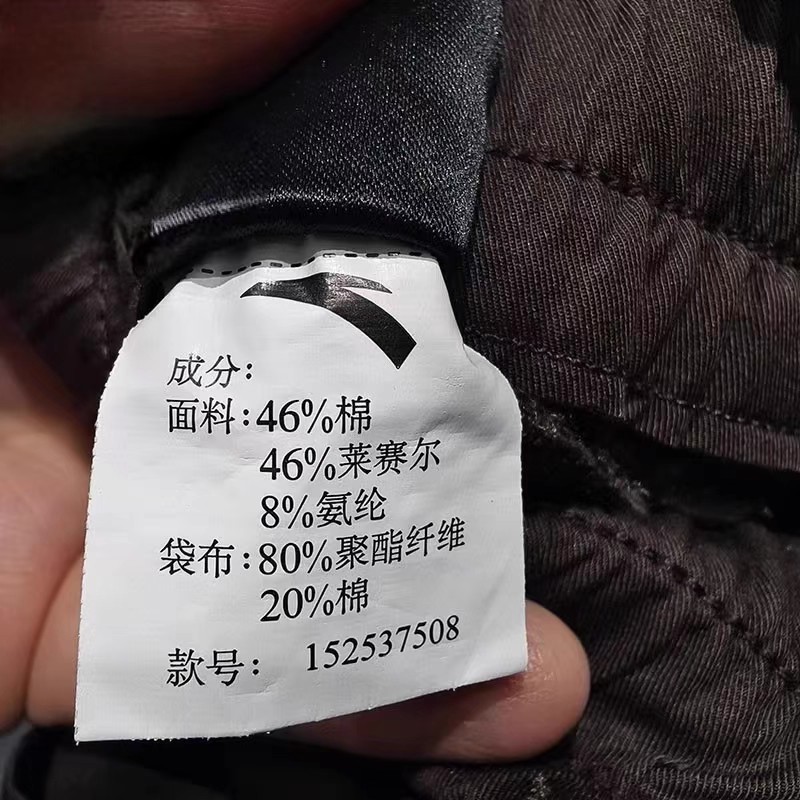 成分:
面料:46%棉
46%莱赛尔
8%氨纶
袋布:80%聚酯纤维
20%棉
款号: 152537508